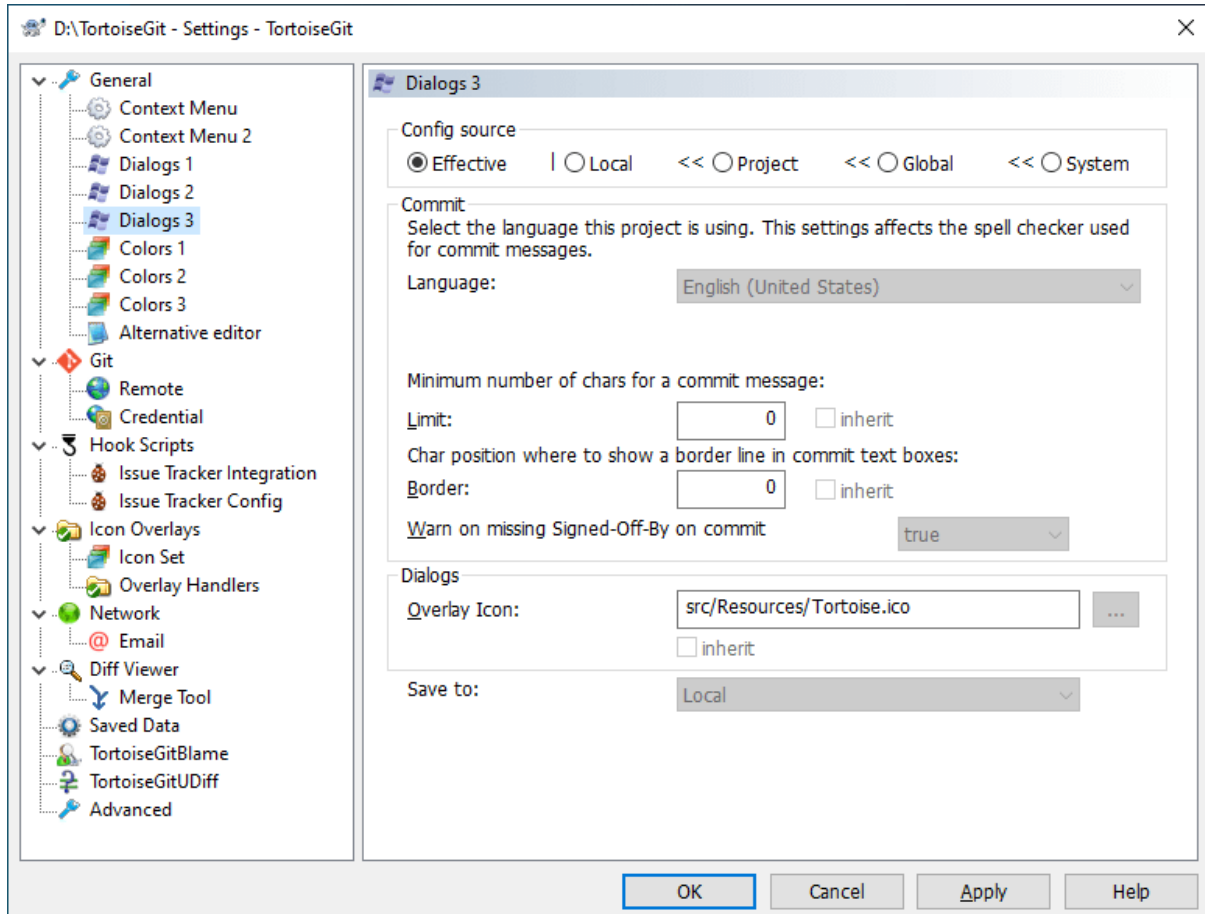 D:\TortoiseGit - Settings - TortoiseGit
General
Context Menu
Context Menu 2
Dialogs 1
Dialogs 2
Dialogs 3
Colors 1
Colors 2
Colors 3
Alternative editor
Git
Remote
Credential
Hook Scripts
Issue Tracker Integration
Issue Tracker Config
Icon Overlays
Icon Set
Overlay Handlers
Network
Email
Diff Viewer
Merge Tool
Saved Data
TortoiseGitBlame
TortoiseGitUDiff
Advanced
Dialogs 3
Config source
Effective | Local << Project << Global << System
Commit
Select the language this project is using. This settings affects the spell checker used
for commit messages.
Language: English (United States)
Minimum number of chars for a commit message:
Limit: 0 inherit
Char position where to show a border line in commit text boxes:
Border: 0 inherit
Warn on missing Signed-Off-By on commit true
Dialogs
Overlay Icon: src/Resources/Tortoise.ico ...
inherit
Save to: Local
OK Cancel Apply Help